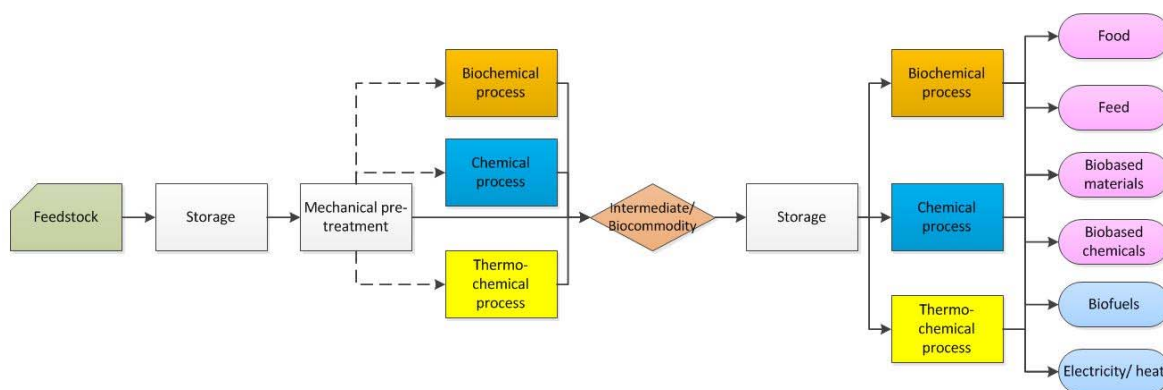 Feedstock
Storage
Mechanical pre-
treatment
Biochemical
process
Chemical
process
Thermo-
chemical
process
Intermediate/
Biocommodity
Storage
Biochemical
process
Chemical
process
Thermo-
chemical
process
Food
Feed
Biobased
materials
Biobased
chemicals
Biofuels
Electricity/ heat